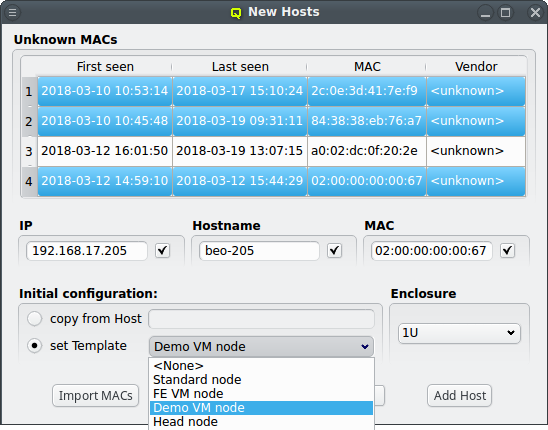 New Hosts
Unknown MACs
First seen Last seen MAC Vendor
1 2018-03-10 10:53:14 2018-03-17 15:10:24 2c:0e:3d:41:7e:f9 <unknown>
2 2018-03-10 10:45:48 2018-03-19 09:31:11 84:38:38:eb:76:a7 <unknown>
3 2018-03-12 16:01:50 2018-03-19 13:07:15 a0:02:dc:0f:20:2e <unknown>
4 2018-03-12 14:59:10 2018-03-12 15:44:29 02:00:00:00:00:67 <unknown>
IP Hostname MAC
192.168.17.205 beo-205 02:00:00:00:00:67
Initial configuration: Enclosure
copy from Host
1U
set Template Demo VM node
<None>
Standard node
FE VM node
Demo VM node
Head node
Import MACs Add Host